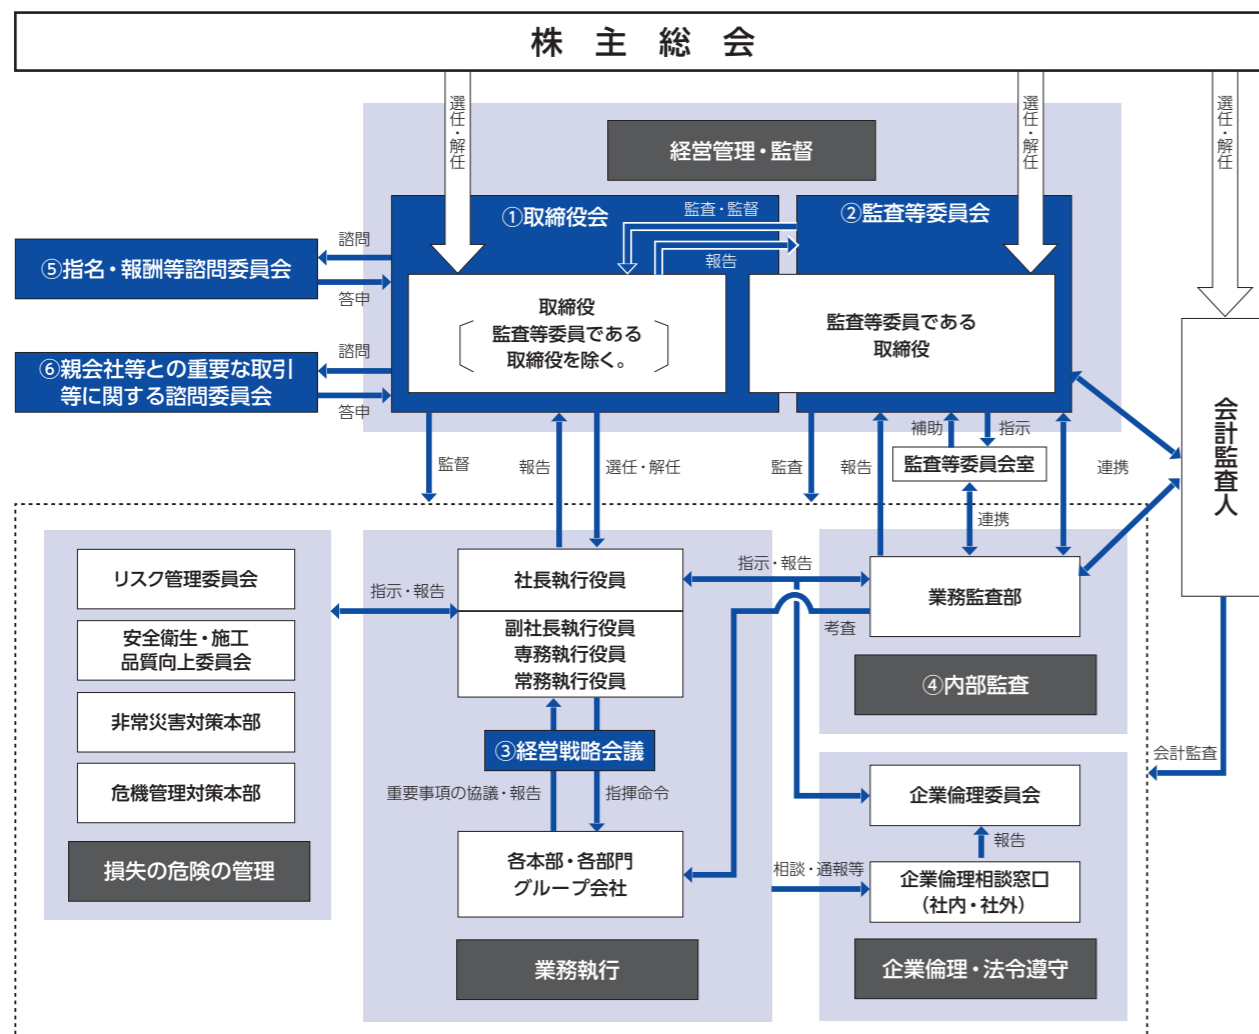 株主総会
選任・解任
選任・解任
選任・解任
経営管理・監督
①取締役会
監査・監督
②監査等委員会
報告
取締役
監査等委員である
取締役を除く。
監査等委員である
取締役
諮問
⑤指名・報酬等諮問委員会
答申
諮問
⑥親会社等との重要な取引
等に関する諮問委員会
答申
会計監査人
監督
報告
選任・解任
監査
報告
補助
指示
監査等委員会室
連携
連携
リスク管理委員会
安全衛生・施工
品質向上委員会
非常災害対策本部
危機管理対策本部
損失の危険の管理
指示・報告
社長執行役員
副社長執行役員
専務執行役員
常務執行役員
③経営戦略会議
重要事項の協議・報告
指揮命令
各本部・各部門
グループ会社
業務執行
指示・報告
考査
業務監査部
④内部監査
会計監査
企業倫理委員会
報告
相談・通報等
企業倫理相談窓口
(社内・社外)
企業倫理・法令遵守